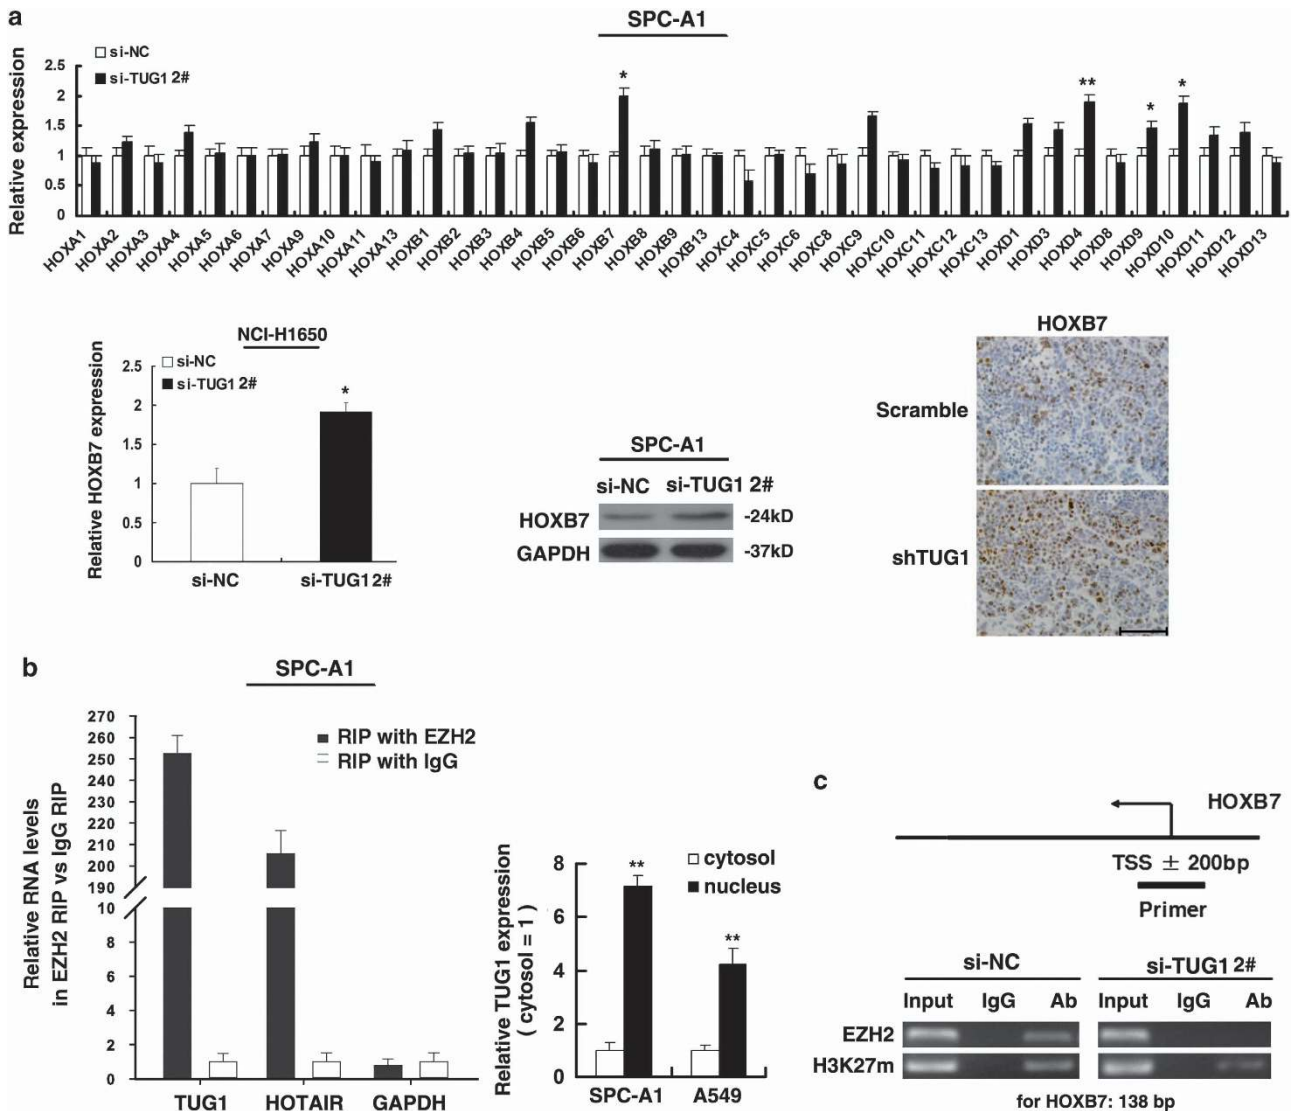 a
SPC-A1
si-NC
si-TUG1 2#
Relative expression
2.5
2
1.5
1
0.5
0
*
**
*
*
HOXA1 HOXA2 HOXA3 HOXA4 HOXA5 HOXA6 HOXA7 HOXA9 HOXA10 HOXA11 HOXA13 HOXB1 HOXB2 HOXB3 HOXB4 HOXB5 HOXB6 HOXB7 HOXB8 HOXB9 HOXB13 HOXC4 HOXC5 HOXC6 HOXC8 HOXC9 HOXC10 HOXC11 HOXC12 HOXC13 HOXD1 HOXD3 HOXD4 HOXD8 HOXD9 HOXD10 HOXD11 HOXD12 HOXD13
NCI-H1650
si-NC
si-TUG1 2#
Relative HOXB7 expression
2.5
2
1.5
1
0.5
0
*
si-NC si-TUG12#
SPC-A1
si-NC si-TUG1 2#
HOXB7 -24kD
GAPDH -37kD
HOXB7
Scramble
shTUG1
b
SPC-A1
RIP with EZH2
RIP with IgG
Relative RNA levels
in EZH2 RIP vs IgG RIP
270
260
250
240
230
220
210
200
190
10
8
6
4
2
0
TUG1 HOTAIR GAPDH
cytosol
nucleus
Relative TUG1 expression
( cytosol = 1 )
8
6
4
2
0
**
**
SPC-A1 A549
c
HOXB7
TSS ± 200bp
Primer
si-NC si-TUG1 2#
Input IgG Ab Input IgG Ab
EZH2
H3K27m
for HOXB7: 138 bp